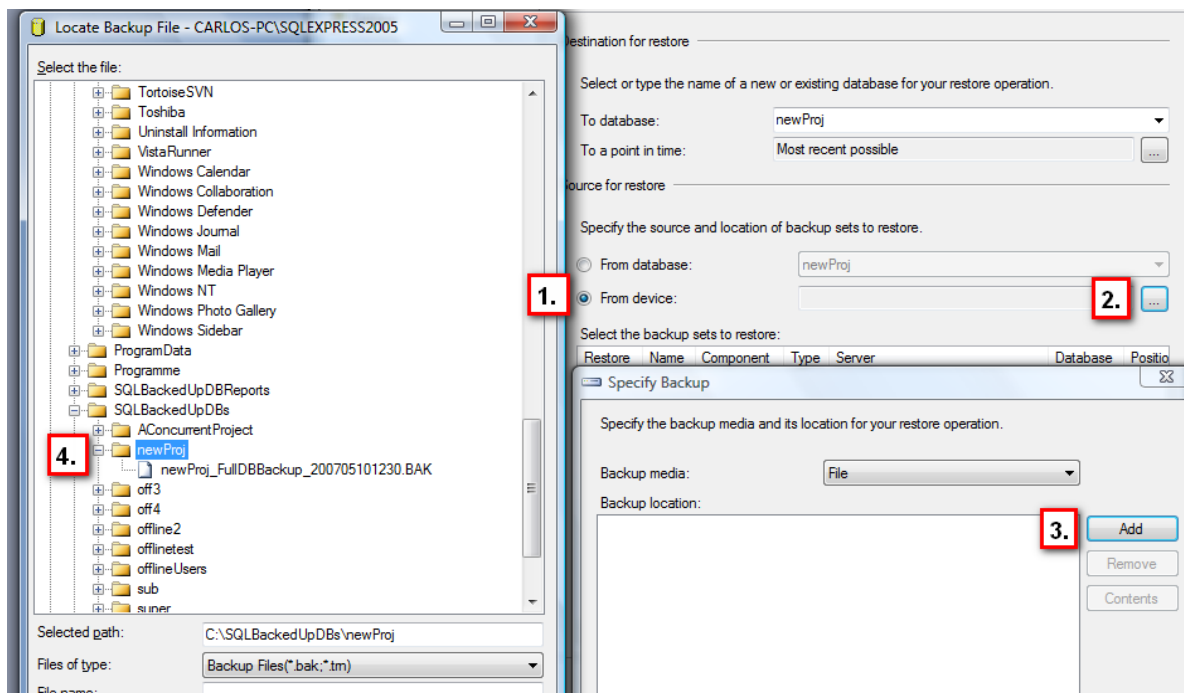 Locate Backup File - CARLOS-PC\SQLEXPRESS2005
Select the file:
TortoiseSVN
Toshiba
Uninstall Information
VistaRunner
Windows Calendar
Windows Collaboration
Windows Defender
Windows Journal
Windows Mail
Windows Media Player
Windows NT
Windows Photo Gallery
Windows Sidebar
ProgramData
Programme
SQLBackedUpDBReports
SQLBackedUpDBs
AConcurrentProject
4.
newProj
newProj_FullDBBackup_200705101230.BAK
off3
off4
offline2
offlinetest
offlineUsers
sub
super
Selected path: C:\SQLBackedUpDBs\newProj
Files of type: Backup Files(*.bak;*.trn)
File name:
Destination for restore
Select or type the name of a new or existing database for your restore operation.
To database: newProj
To a point in time: Most recent possible ...
Source for restore
Specify the source and location of backup sets to restore.
From database: newProj
1. From device: 2. ...
Select the backup sets to restore:
Restore Name Component Type Server Database Positio
Specify Backup
Specify the backup media and its location for your restore operation.
Backup media: File
Backup location:
3. Add
Remove
Contents